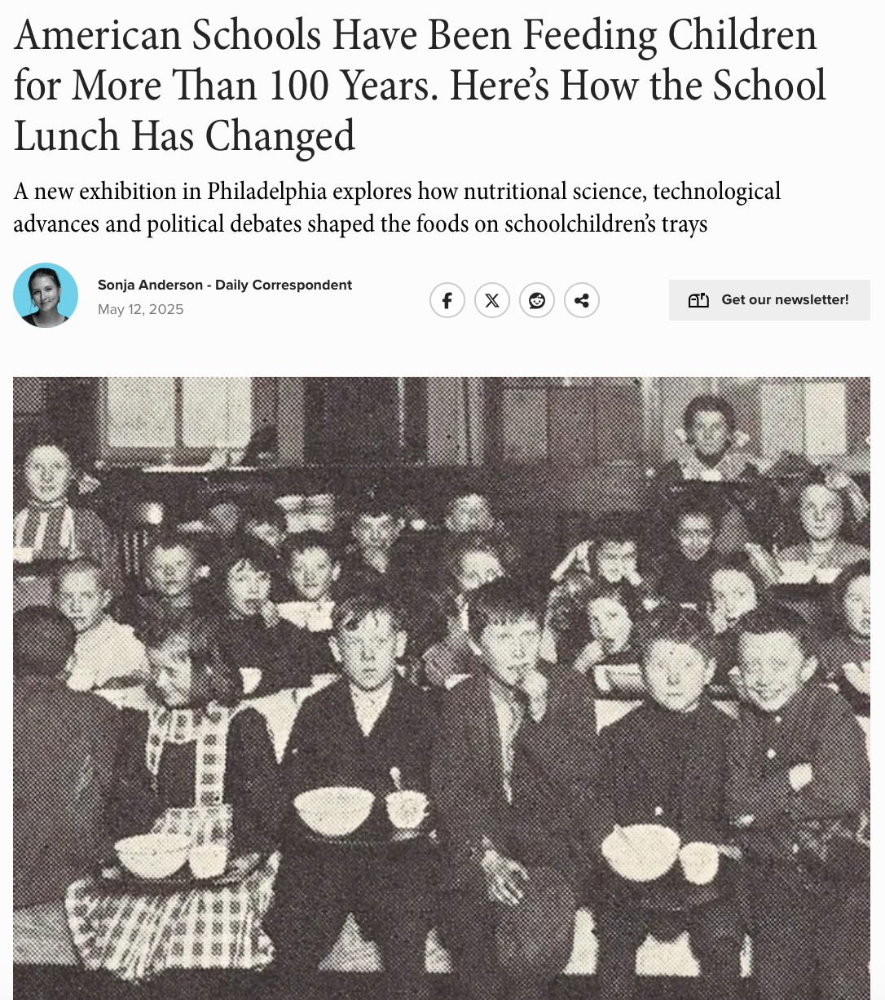 American Schools Have Been Feeding Children
for More Than 100 Years. Here’s How the School
Lunch Has Changed
A new exhibition in Philadelphia explores how nutritional science, technological
advances and political debates shaped the foods on schoolchildren’s trays
Sonja Anderson - Daily Correspondent
May 12, 2025
Get our newsletter!